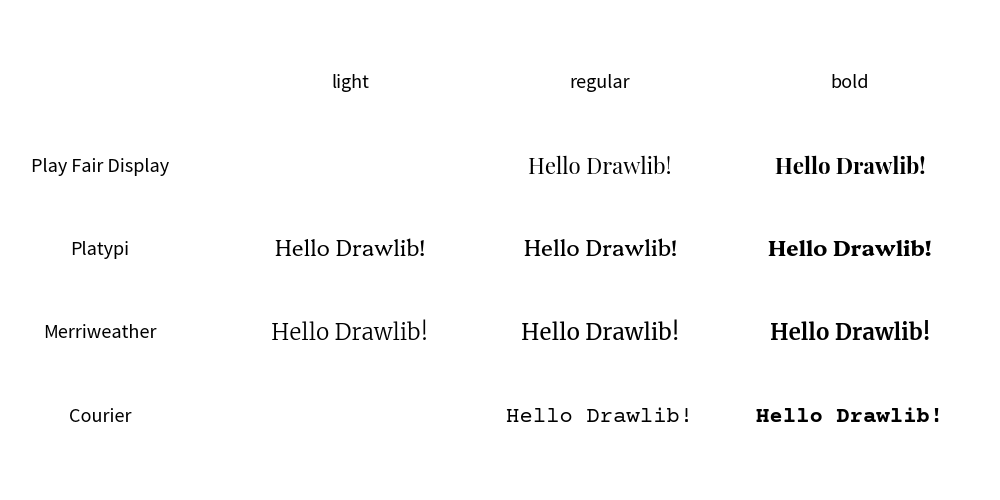 light regular bold
Play Fair Display Hello Drawlib! Hello Drawlib!
Platypi Hello Drawlib! Hello Drawlib! Hello Drawlib!
Merriweather Hello Drawlib! Hello Drawlib! Hello Drawlib!
Courier Hello Drawlib! Hello Drawlib!